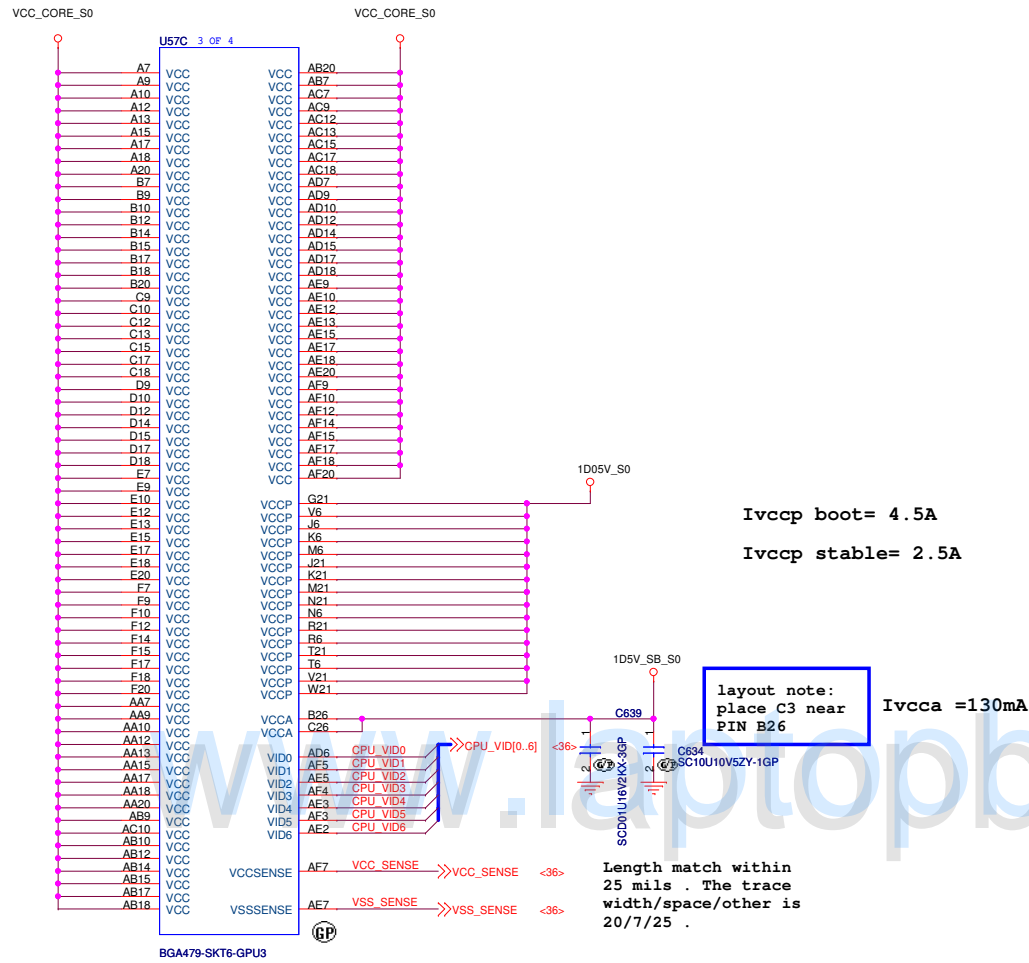 VCC_CORE_S0 VCC_CORE_S0
U57C 3 OF 4
A7 VCC VCC AB20
A9 VCC VCC AB7
A10 VCC VCC AC7
A12 VCC VCC AC9
A13 VCC VCC AC12
A15 VCC VCC AC13
A17 VCC VCC AC15
A18 VCC VCC AC17
A20 VCC VCC AC18
B7 VCC VCC AD7
B9 VCC VCC AD9
B10 VCC VCC AD10
B12 VCC VCC AD12
B14 VCC VCC AD14
B15 VCC VCC AD15
B17 VCC VCC AD17
B18 VCC VCC AD18
B20 VCC VCC AE9
C9 VCC VCC AE10
C10 VCC VCC AE12
C12 VCC VCC AE13
C13 VCC VCC AE15
C15 VCC VCC AE17
C17 VCC VCC AE18
C18 VCC VCC AE20
D9 VCC VCC AF9
D10 VCC VCC AF10
D12 VCC VCC AF12
D14 VCC VCC AF14
D15 VCC VCC AF15
D17 VCC VCC AF17
D18 VCC VCC AF18
E7 VCC VCC AF20
E9 VCC
1D05V_S0
E10 VCC VCCP G21
E12 VCC VCCP V6
E13 VCC VCCP J6
E15 VCC VCCP K6
E17 VCC VCCP M6
E18 VCC VCCP J21
E20 VCC VCCP K21
F7 VCC VCCP M21
F9 VCC VCCP N21
F10 VCC VCCP N6
F12 VCC VCCP R21
F14 VCC VCCP R6
F15 VCC VCCP T21
F17 VCC VCCP T6
F18 VCC VCCP V21
F20 VCC VCCP W21
Ivccp boot= 4.5A
Ivccp stable= 2.5A
1D5V_SB_S0
AA7 VCC
AA9 VCC VCCA B26
AA10 VCC VCCA C26
AA12 VCC
VCC VID0 AD6 CPU_VID0
AA15 VCC VID1 AF5 CPU_VID1
AA17 VCC VID2 AE5 CPU_VID2
AA18 VCC VID3 AF4 CPU_VID3
AA20 VCC VID4 AE3 CPU_VID4
AB9 VCC VID5 AF3 CPU_VID5
AC10 VCC VID6 AE2 CPU_VID6
AB10 VCC
AB12 VCC
AB14 VCC VCCSENSE AF7 VCC_SENSE VCC_SENSE <36>
AB15 VCC
AB17 VCC
AB18 VCC VSSSENSE AE7 VSS_SENSE VSS_SENSE <36>
CPU_VID[0..6] <36>
C639
1
2
SCD01U16V2KX-3GP
GP
1
2
C634
SC10U10V5ZY-1GP
GP
layout note:
place C3 near
PIN B26
Ivcca =130mA
Length match within
25 mils . The trace
width/space/other is
20/7/25 .
GP
BGA479-SKT6-GPU3
www.laptopb